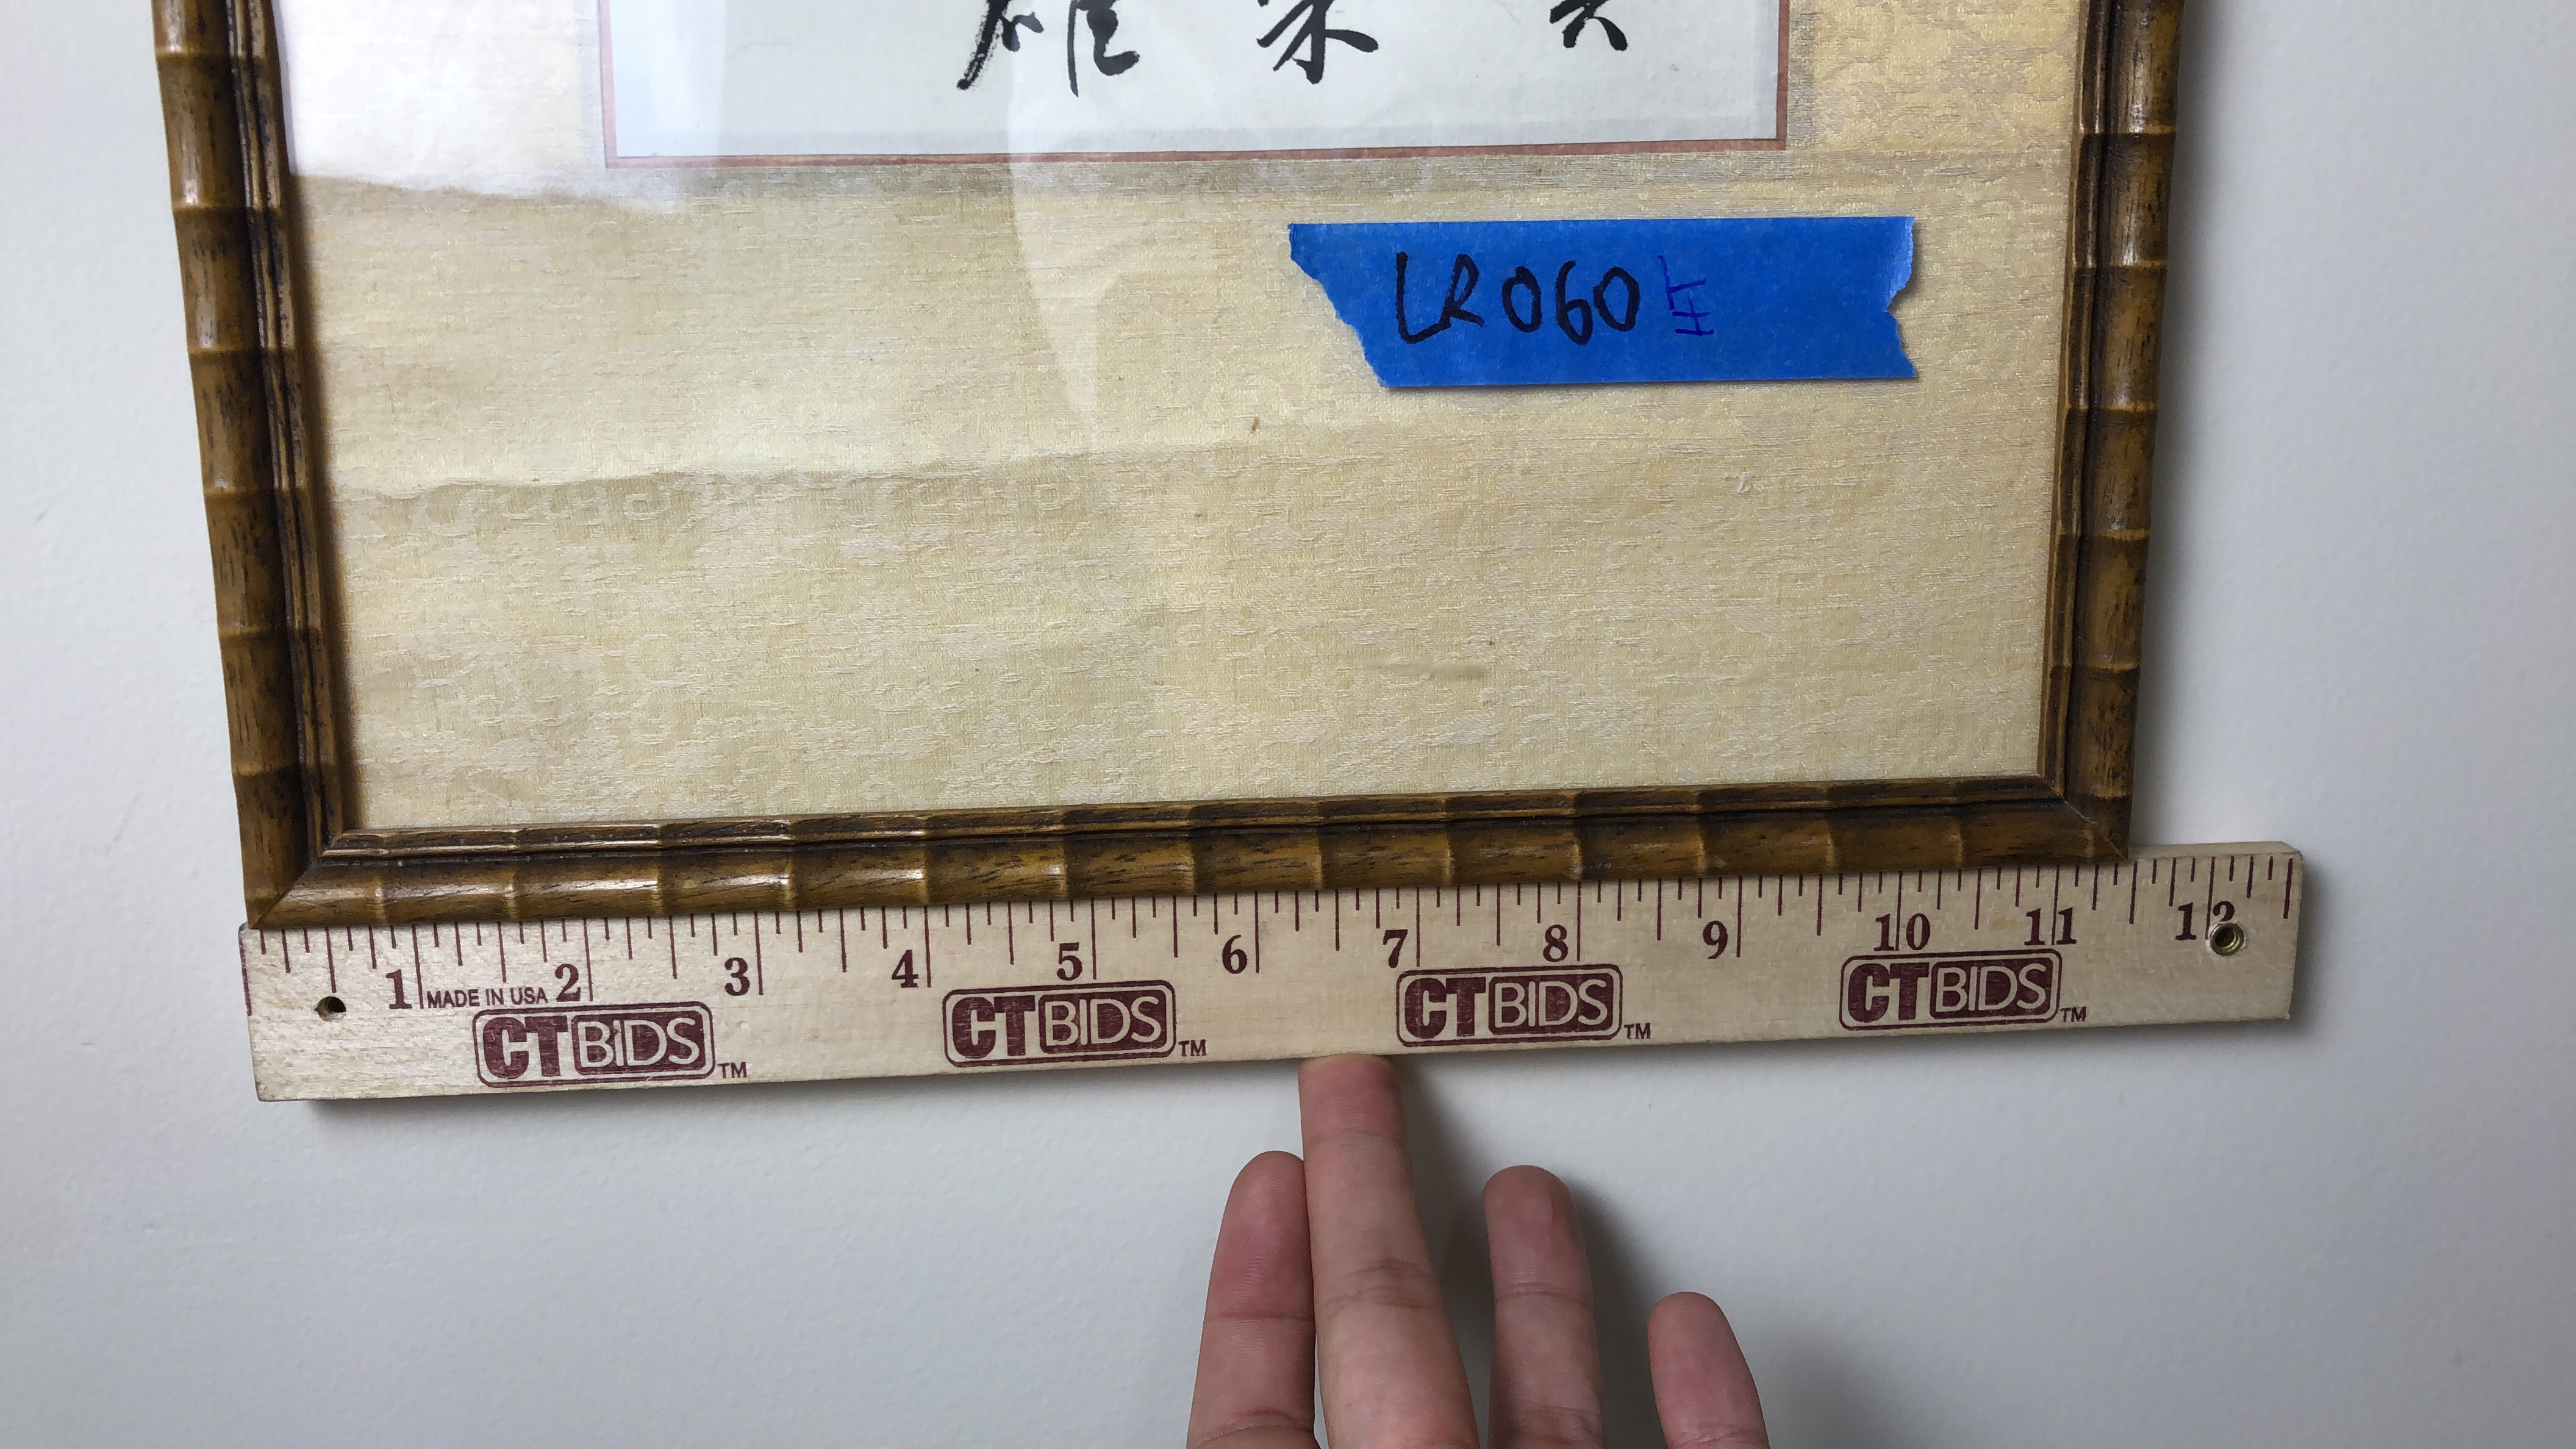 LR060
HT
1 2 3 4 5 6 7 8 9 10 11 12
MADE IN USA
CTBIDS™ CTBIDS™ CTBIDS™ CTBIDS™